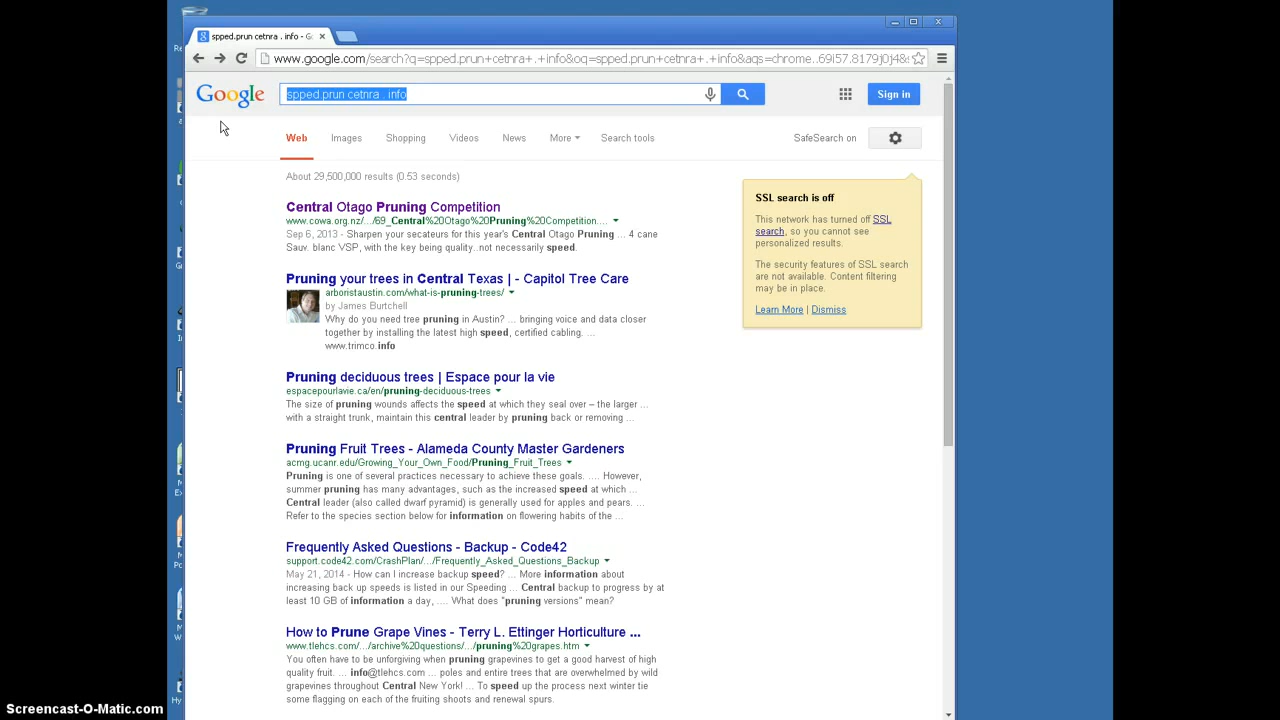 spped.prun cetnra . info - Go
www.google.com/search?q=spped.prun+cetnra+.+info&oq=spped.prun+cetnra+.+info&aqs=chrome..69i57.8179j0j4&
Google
spped.prun cetnra . info
Sign in
Web Images Shopping Videos News More Search tools SafeSearch on
About 29,500,000 results (0.53 seconds)
Central Otago Pruning Competition
www.cowa.org.nz/.../69_Central%20Otago%20Pruning%20Competition....
Sep 6, 2013 - Sharpen your secateurs for this year's Central Otago Pruning ... 4 cane
Sauv. blanc VSP, with the key being quality..not necessarily speed.
Pruning your trees in Central Texas | - Capitol Tree Care
arboristaustin.com/what-is-pruning-trees/
by James Burtchell
Why do you need tree pruning in Austin? ... bringing voice and data closer
together by installing the latest high speed, certified cabling. ...
www.trimco.info
Pruning deciduous trees | Espace pour la vie
espacepourlavie.ca/en/pruning-deciduous-trees
The size of pruning wounds affects the speed at which they seal over – the larger ...
with a straight trunk, maintain this central leader by pruning back or removing ...
Pruning Fruit Trees - Alameda County Master Gardeners
acmg.ucanr.edu/Growing_Your_Own_Food/Pruning_Fruit_Trees
Pruning is one of several practices necessary to achieve these goals. .... However,
summer pruning has many advantages, such as the increased speed at which ...
Central leader (also called dwarf pyramid) is generally used for apples and pears. ...
Refer to the species section below for information on flowering habits of the ...
Frequently Asked Questions - Backup - Code42
support.code42.com/CrashPlan/.../Frequently_Asked_Questions_Backup
May 21, 2014 - How can I increase backup speed? ... More information about
increasing back up speeds is listed in our Speeding ... Central backup to progress by at
least 10 GB of information a day, .... What does "pruning versions" mean?
How to Prune Grape Vines - Terry L. Ettinger Horticulture ...
www.tlehcs.com/.../archive%20questions/.../pruning%20grapes.htm
You often have to be unforgiving when pruning grapevines to get a good harvest of high
quality fruit. ... info@tlehcs.com ... poles and entire trees that are overwhelmed by wild
grapevines throughout Central New York! ... To speed up the process next winter tie
some flagging on each of the fruiting shoots and renewal spurs.
SSL search is off
This network has turned off SSL
search, so you cannot see
personalized results.
The security features of SSL search
are not available. Content filtering
may be in place.
Learn More | Dismiss
Screencast-O-Matic.com